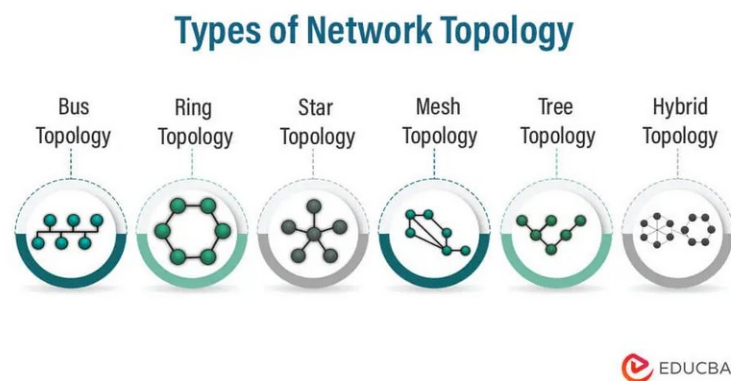 Types of Network Topology
Bus
Topology
Ring
Topology
Star
Topology
Mesh
Topology
Tree
Topology
Hybrid
Topology
EDUCBA